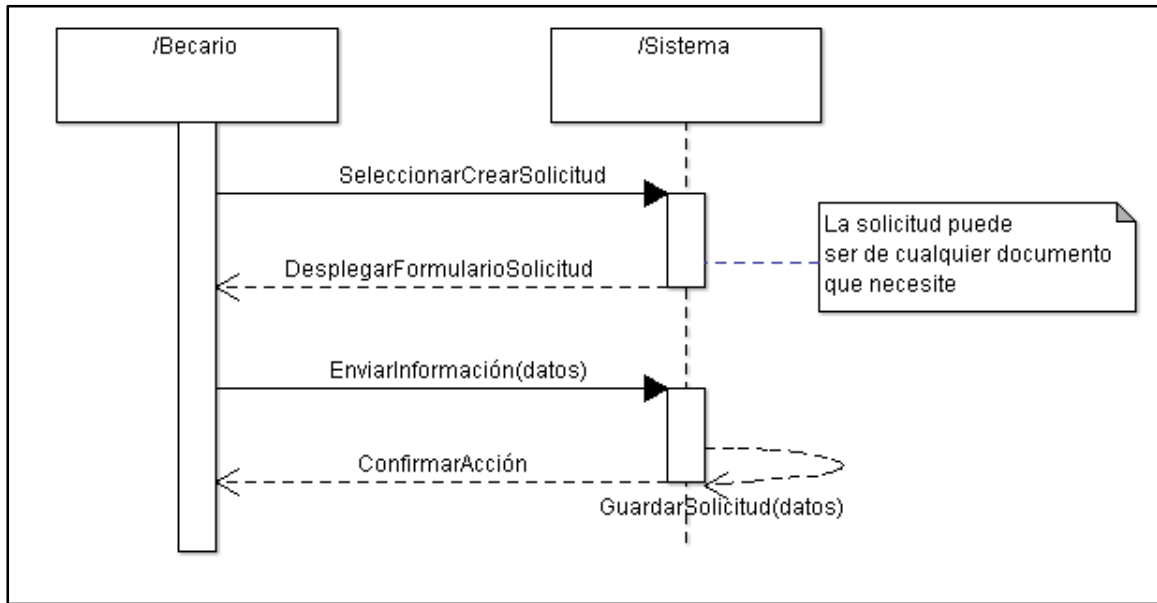 /Becario
/Sistema
SeleccionarCrearSolicitud
La solicitud puede
ser de cualquier documento
que necesite
DesplegarFormularioSolicitud
EnviarInformación(datos)
ConfirmarAcción
GuardarSolicitud(datos)